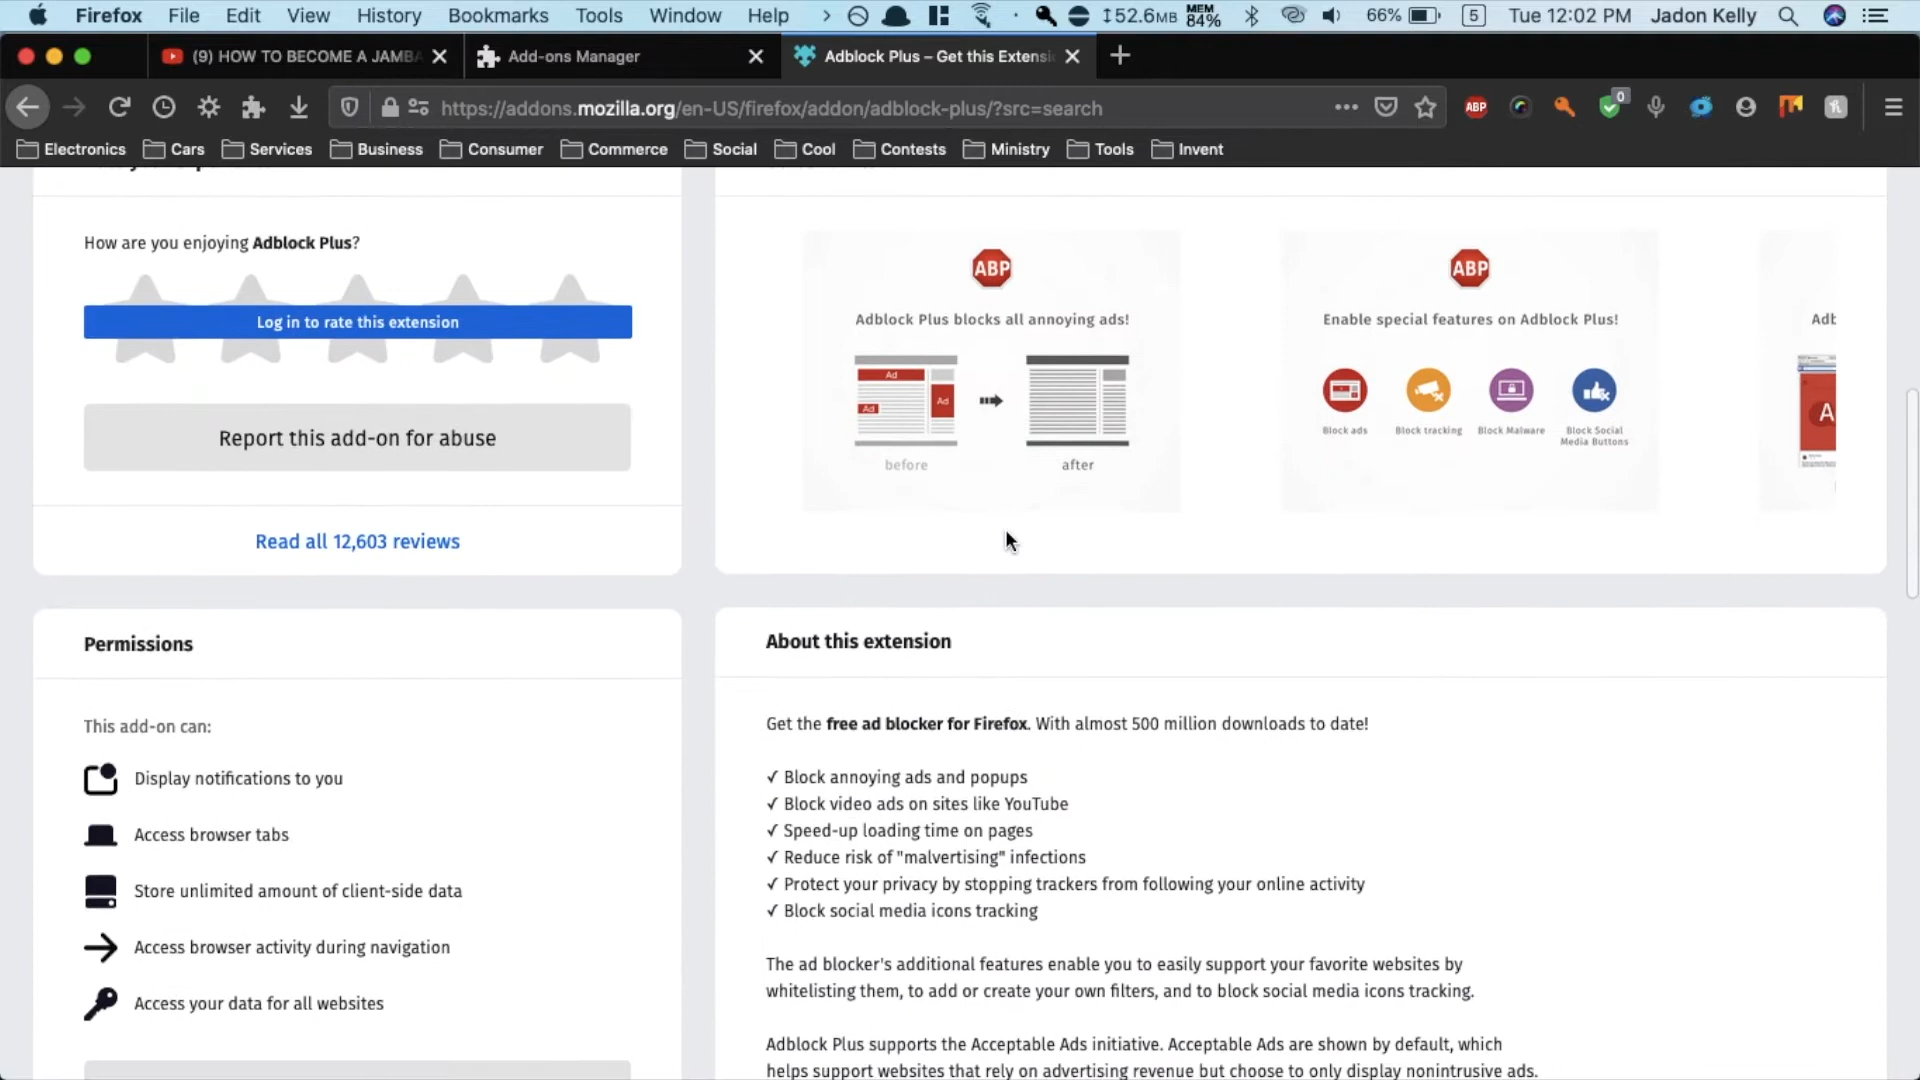 Firefox File Edit View History Bookmarks Tools Window Help 52.6MB MEM 84% 66% 5 Tue 12:02 PM Jadon Kelly
(9) HOW TO BECOME A JAMBA Add-ons Manager Adblock Plus – Get this Extensi
https://addons.mozilla.org/en-US/firefox/addon/adblock-plus/?src=search ABP 0
Electronics Cars Services Business Consumer Commerce Social Cool Contests Ministry Tools Invent
How are you enjoying Adblock Plus?
Log in to rate this extension
Report this add-on for abuse
Read all 12,603 reviews
ABP
Adblock Plus blocks all annoying ads!
Ad
Ad
Ad
before after
ABP
Enable special features on Adblock Plus!
Block ads Block tracking Block Malware Block Social
Media Buttons
Adb
A
Permissions
This add-on can:
Display notifications to you
Access browser tabs
Store unlimited amount of client-side data
Access browser activity during navigation
Access your data for all websites
About this extension
Get the free ad blocker for Firefox. With almost 500 million downloads to date!
✓ Block annoying ads and popups
✓ Block video ads on sites like YouTube
✓ Speed-up loading time on pages
✓ Reduce risk of "malvertising" infections
✓ Protect your privacy by stopping trackers from following your online activity
✓ Block social media icons tracking
The ad blocker's additional features enable you to easily support your favorite websites by
whitelisting them, to add or create your own filters, and to block social media icons tracking.
Adblock Plus supports the Acceptable Ads initiative. Acceptable Ads are shown by default, which
helps support websites that rely on advertising revenue but choose to only display nonintrusive ads.